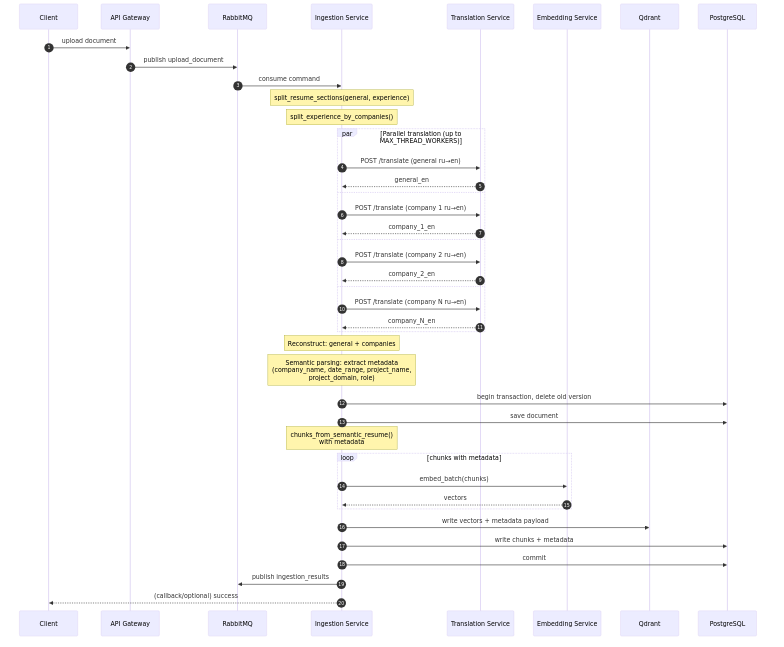 Client API Gateway RabbitMQ Ingestion Service Translation Service Embedding Service Qdrant PostgreSQL
1 upload document
2 publish upload_document
3 consume command
split_resume_sections(general, experience)
split_experience_by_companies()
par [Parallel translation (up to
MAX_THREAD_WORKERS)]
4 POST /translate (general ru→en)
general_en 5
6 POST /translate (company 1 ru→en)
company_1_en 7
8 POST /translate (company 2 ru→en)
company_2_en 9
10 POST /translate (company N ru→en)
company_N_en 11
Reconstruct: general + companies
Semantic parsing: extract metadata
(company_name, date_range, project_name,
project_domain, role)
12 begin transaction, delete old version
13 save document
chunks_from_semantic_resume()
with metadata
loop [chunks with metadata]
14 embed_batch(chunks)
vectors 15
16 write vectors + metadata payload
17 write chunks + metadata
18 commit
publish ingestion_results 19
(callback/optional) success 20
Client API Gateway RabbitMQ Ingestion Service Translation Service Embedding Service Qdrant PostgreSQL